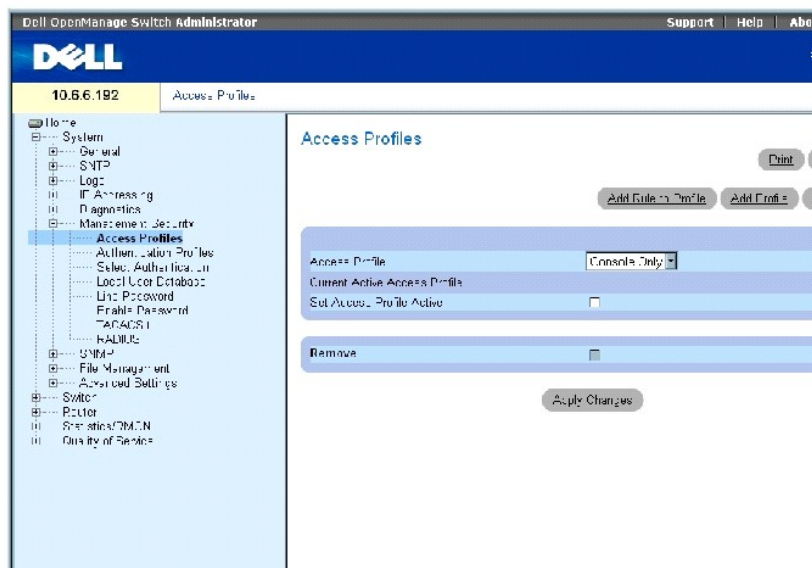 Dell OpenManage Switch Administrator
Support | Help | Abo
DELL
10.6.6.192
Access Profiles
Home
System
General
SNTP
Logs
IP Addressing
Diagnostics
Management Security
Access Profiles
Authentication Profiles
Select Authentication
Local User Database
Line Password
Enable Password
TACACS+
RADIUS
SNMP
File Management
Advanced Settings
Switch
Router
Statistics/RMON
Quality of Service
Access Profiles
Print
Add Rule to Profile
Add Profile
Access Profile
Console Only
Current Active Access Profile
Set Access Profile Active
Remove
Apply Changes